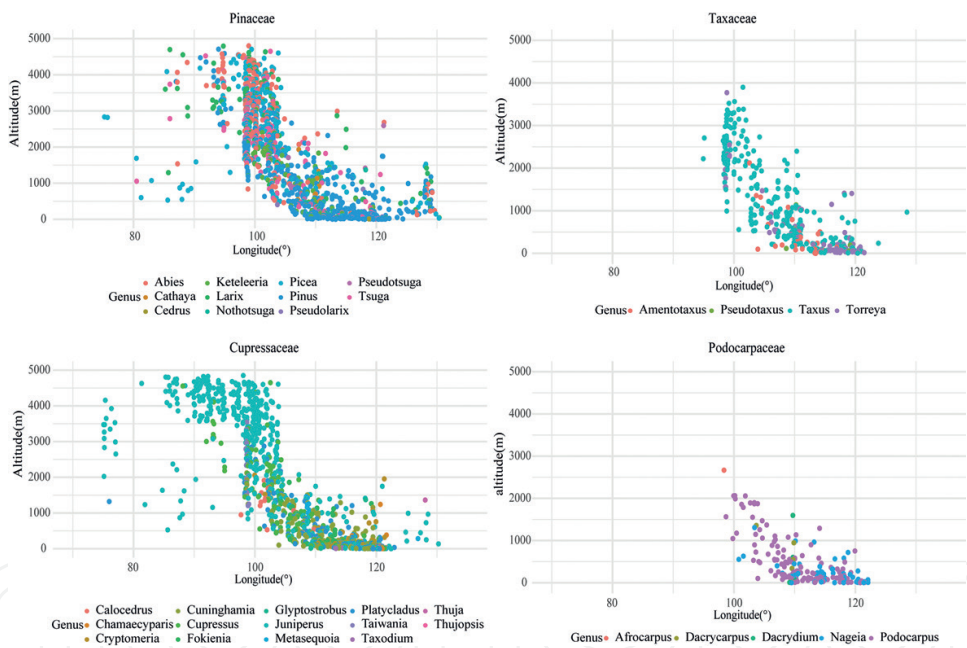 Pinaceae
5000
4000
3000
2000
1000
0
Altitude(m)
80 100 120
Longitude(°)
Abies Keteleeria Picea Pseudotsuga
Genus Cathaya Larix Pinus Tsuga
Cedrus Nothotsuga Pseudolarix
Taxaceae
5000
4000
3000
2000
1000
0
Altitude(m)
80 100 120
Longitude(°)
Genus Amentotaxus Pseudotaxus Taxus Torreya
Cupressaceae
5000
4000
3000
2000
1000
0
Altitude(m)
80 100 120
Longitude(°)
Calocedrus Cuninghamia Glyptostrobus Platycladus Thuja
Genus Chamaecyparis Cupressus Juniperus Taiwania Thujopsis
Cryptomeria Fokienia Metasequoia Taxodium
Podocarpaceae
5000
4000
3000
2000
1000
0
altitude(m)
80 100 120
Longitude(°)
Genus Afrocarpus Dacrycarpus Dacrydium Nageia Podocarpus